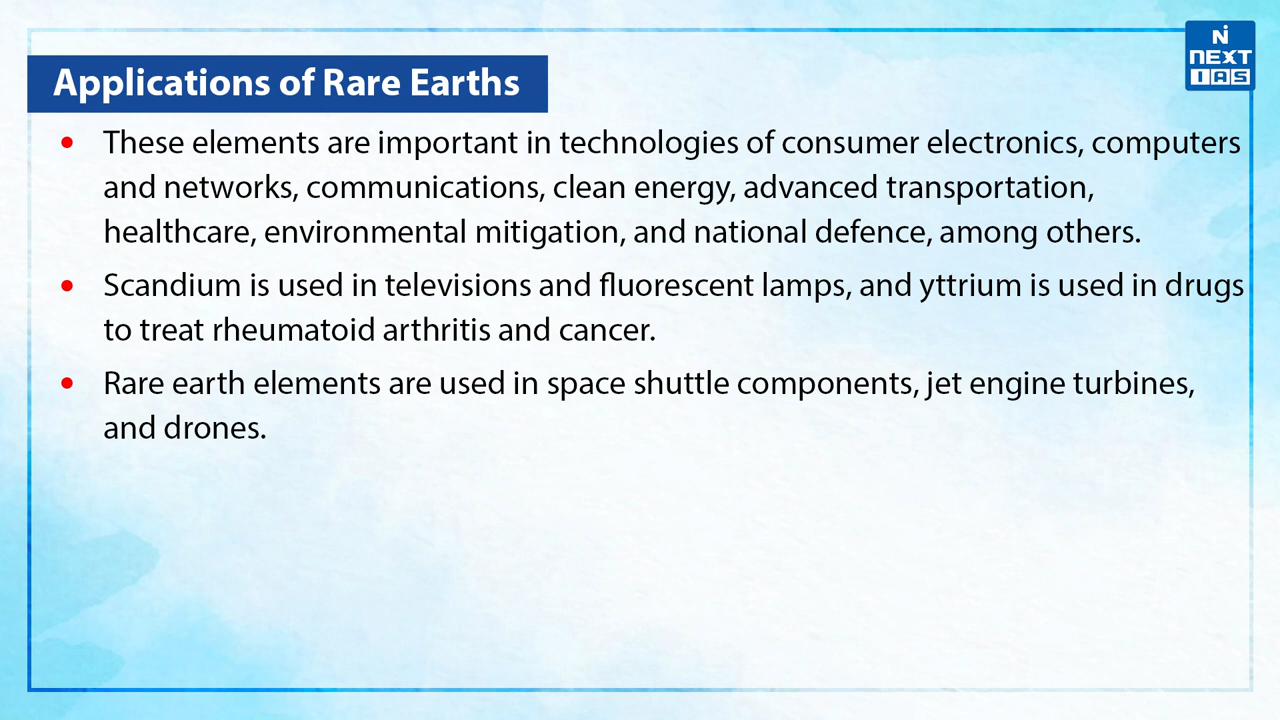 NEXT
IAS
Applications of Rare Earths
• These elements are important in technologies of consumer electronics, computers
and networks, communications, clean energy, advanced transportation,
healthcare, environmental mitigation, and national defence, among others.
• Scandium is used in televisions and fluorescent lamps, and yttrium is used in drugs
to treat rheumatoid arthritis and cancer.
• Rare earth elements are used in space shuttle components, jet engine turbines,
and drones.